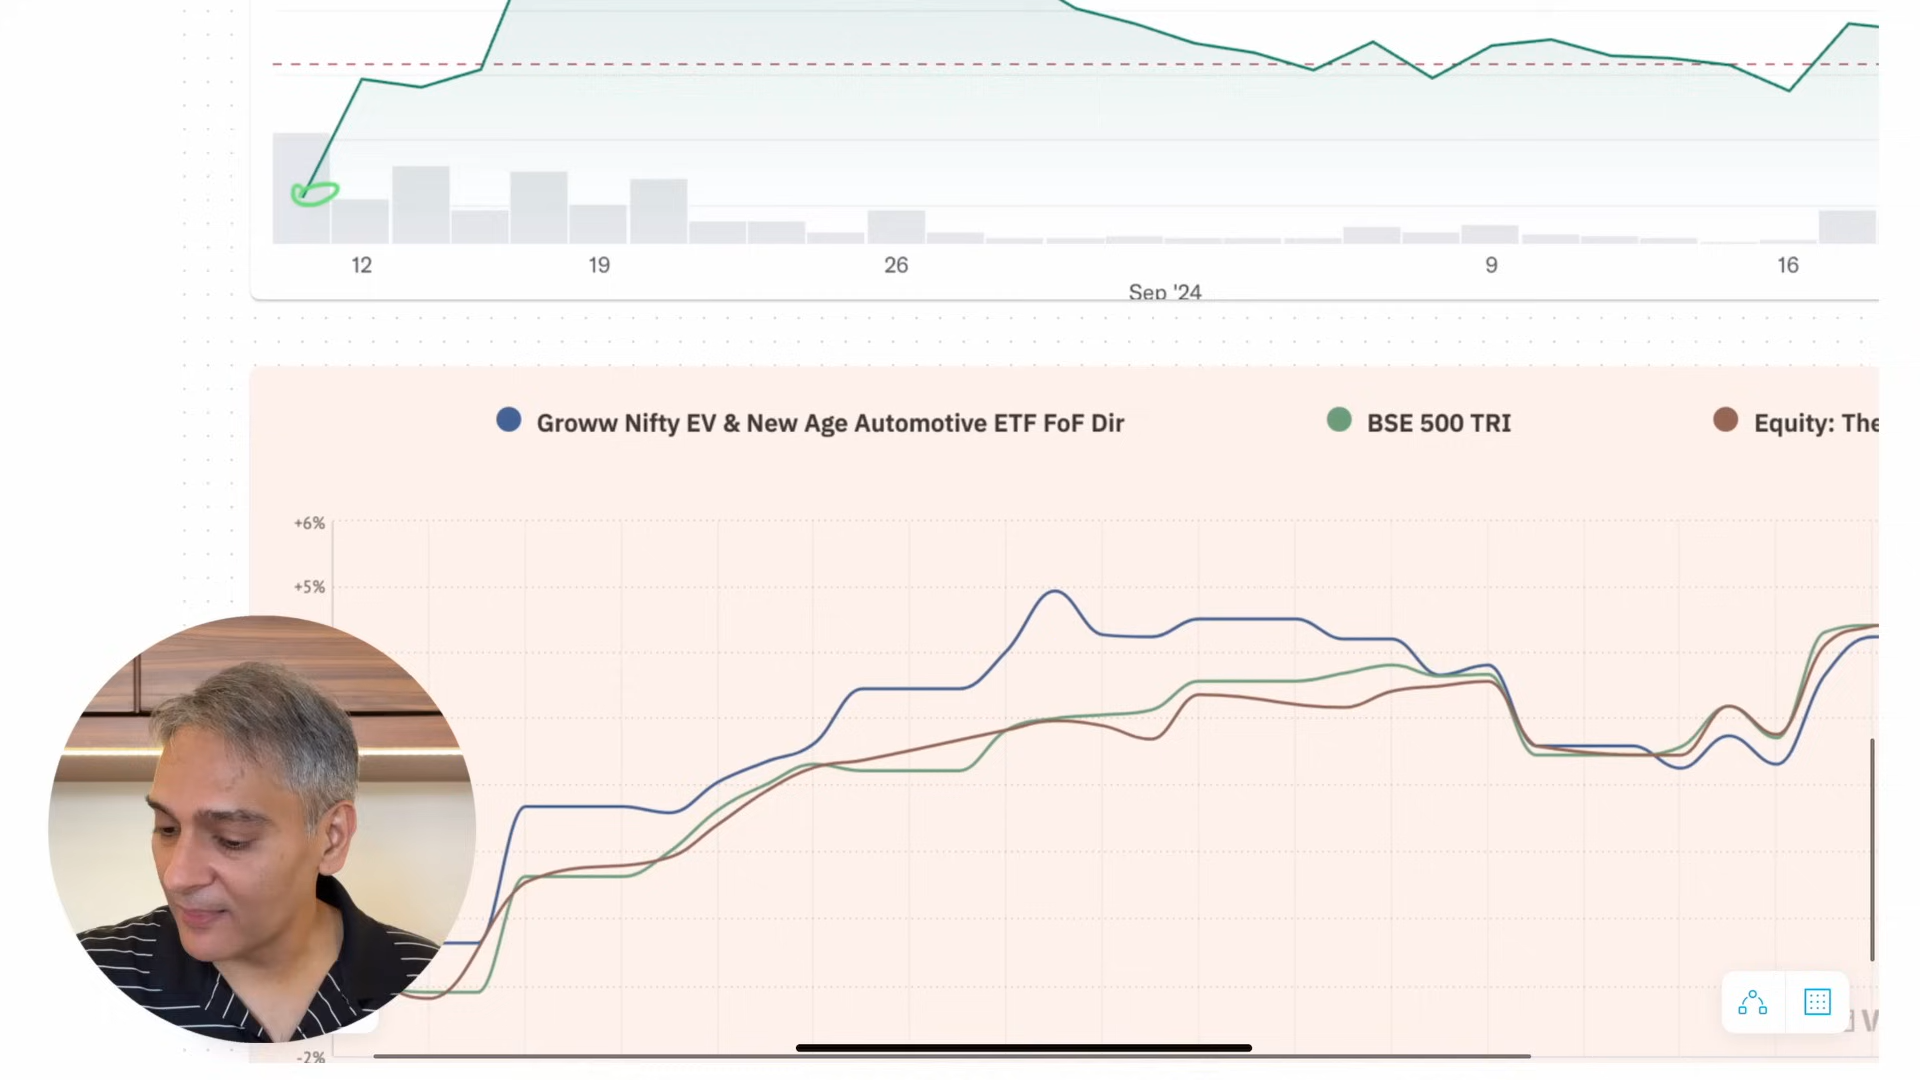 12 19 26 9 16
Sep '24
Groww Nifty EV & New Age Automotive ETF FoF Dir BSE 500 TRI Equity: The
+6%
+5%
-2%